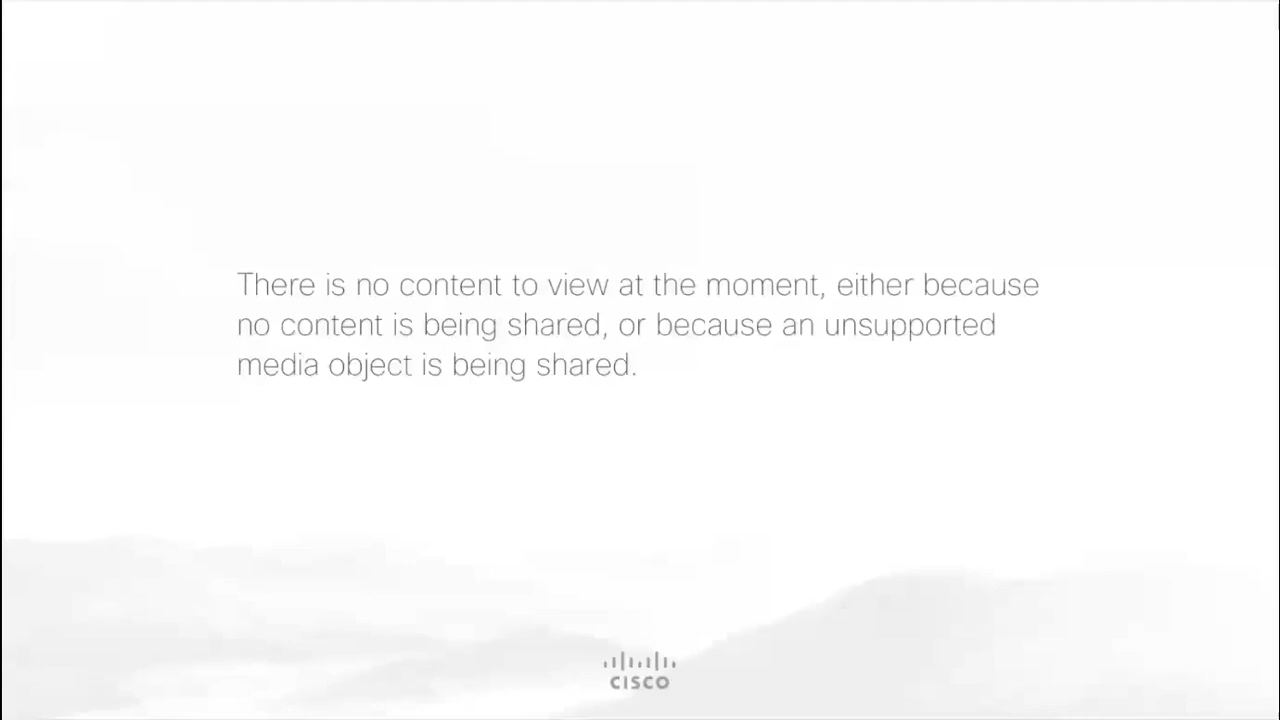 There is no content to view at the moment, either because
no content is being shared, or because an unsupported
media object is being shared.
CISCO